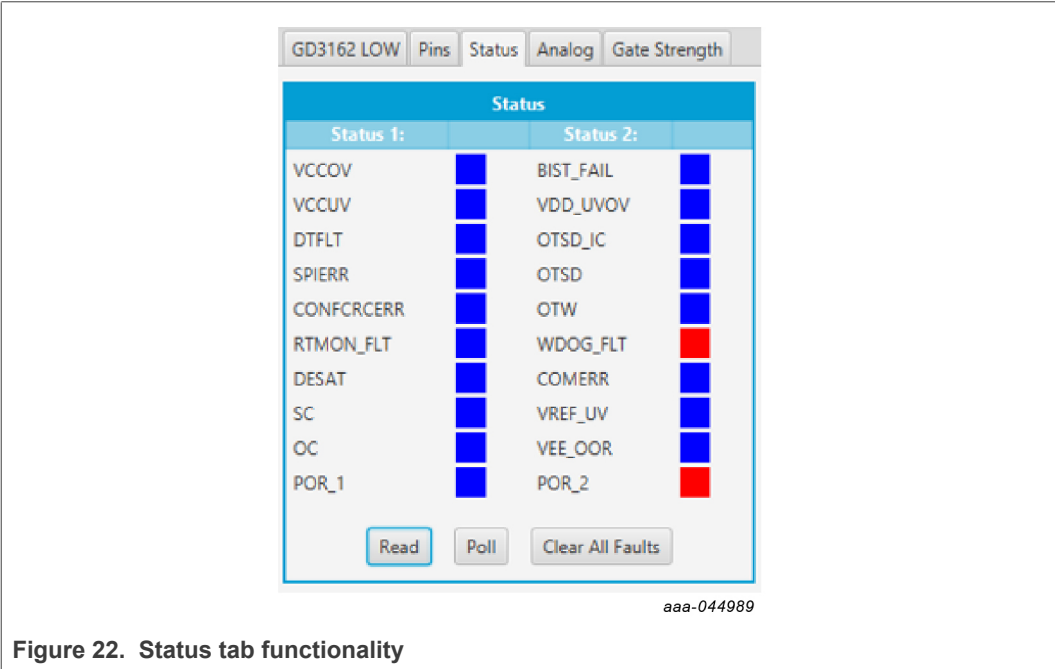 GD3162 LOW Pins Status Analog Gate Strength
Status
Status 1: Status 2:
VCCOV BIST_FAIL
VCCUV VDD_UVOV
DTFLT OTSD_IC
SPIERR OTSD
CONFCRCERR OTW
RTMON_FLT WDOG_FLT
DESAT COMERR
SC VREF_UV
OC VEE_OOR
POR_1 POR_2
Read Poll Clear All Faults
aaa-044989
Figure 22. Status tab functionality